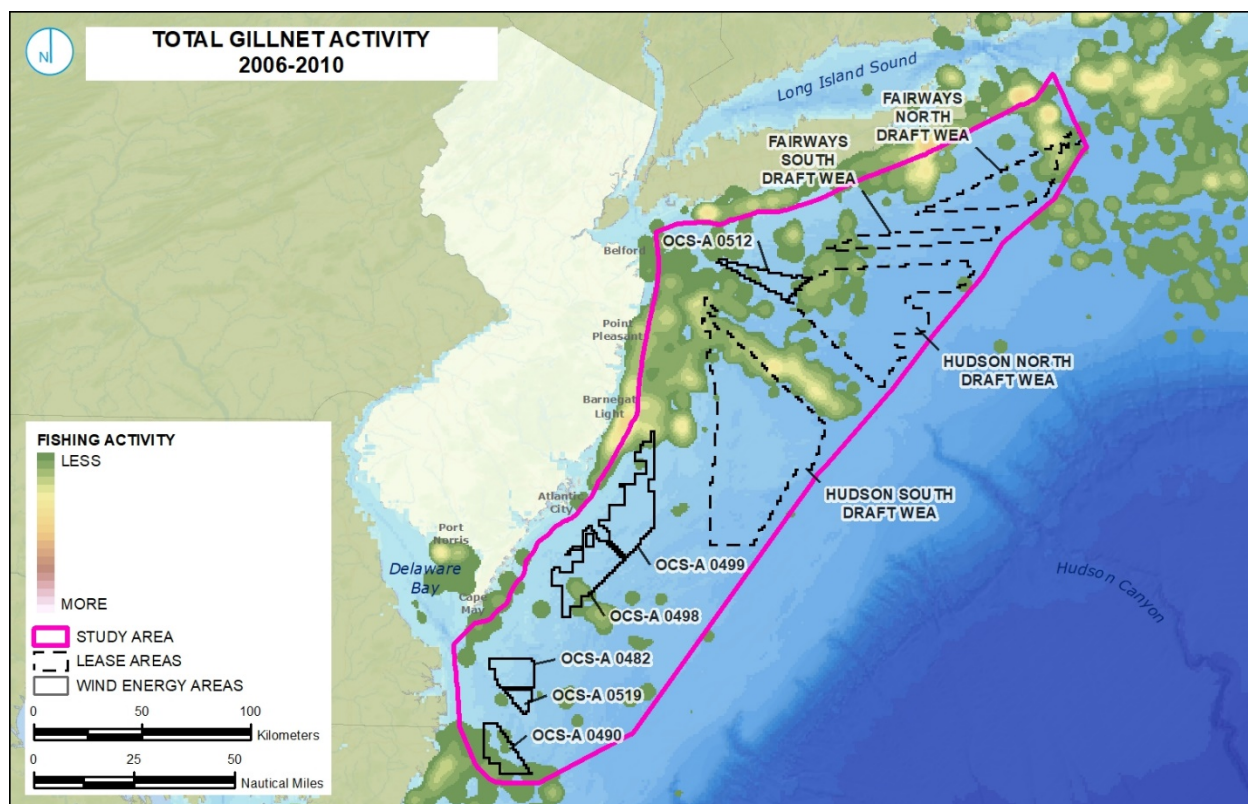 TOTAL GILLNET ACTIVITY
2006-2010
N
Long Island Sound
FAIRWAYS
NORTH
DRAFT WEA
FAIRWAYS
SOUTH
DRAFT WEA
OCS-A 0512
Belford
Point
Pleasant
HUDSON NORTH
DRAFT WEA
Barnegat
Light
HUDSON SOUTH
DRAFT WEA
Atlantic
City
Port
Norris
Delaware
Bay
Cape
May
OCS-A 0499
OCS-A 0498
Hudson Canyon
OCS-A 0482
OCS-A 0519
OCS-A 0490
FISHING ACTIVITY
LESS
MORE
STUDY AREA
LEASE AREAS
WIND ENERGY AREAS
0 50 100
Kilometers
0 25 50
Nautical Miles